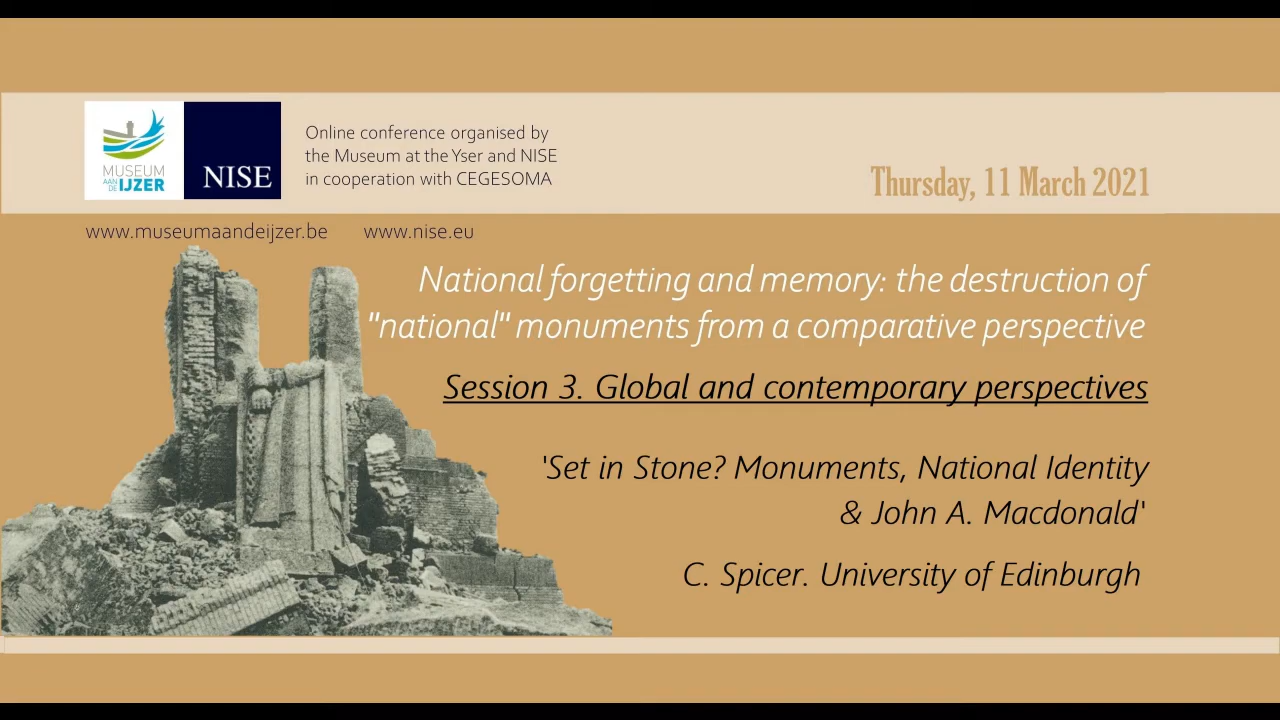 MUSEUM
AAN DE IJZER
NISE
Online conference organised by
the Museum at the Yser and NISE
in cooperation with CEGESOMA
Thursday, 11 March 2021
www.museumaandeijzer.be www.nise.eu
National forgetting and memory: the destruction of
"national" monuments from a comparative perspective
Session 3. Global and contemporary perspectives
'Set in Stone? Monuments, National Identity
& John A. Macdonald'
C. Spicer. University of Edinburgh